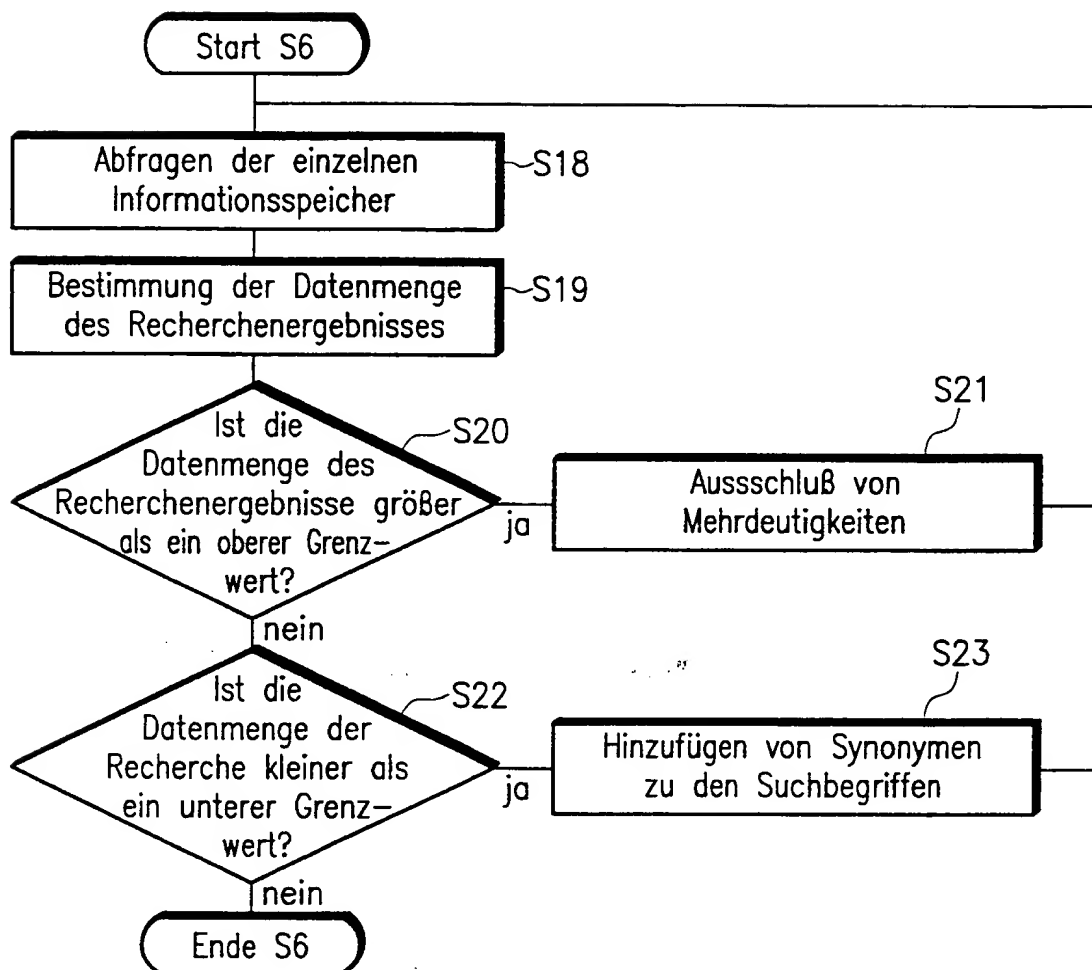 Start S6
Abfragen der einzelnen
Informationsspeicher
S18
Bestimmung der Datenmenge
des Recherchenergebnisses
S19
Ist die
Datenmenge des
Recherchenergebnisse größer
als ein oberer Grenz-
wert?
S20
ja
S21
Aussschluß von
Mehrdeutigkeiten
nein
Ist die
Datenmenge der
Recherche kleiner als
ein unterer Grenz-
wert?
S22
ja
S23
Hinzufügen von Synonymen
zu den Suchbegriffen
nein
Ende S6